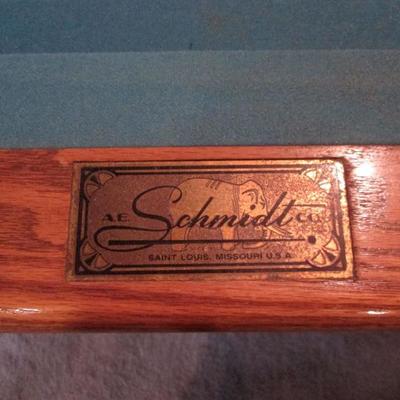 A.E. Schmidt Co.
SAINT LOUIS, MISSOURI U.S.A.